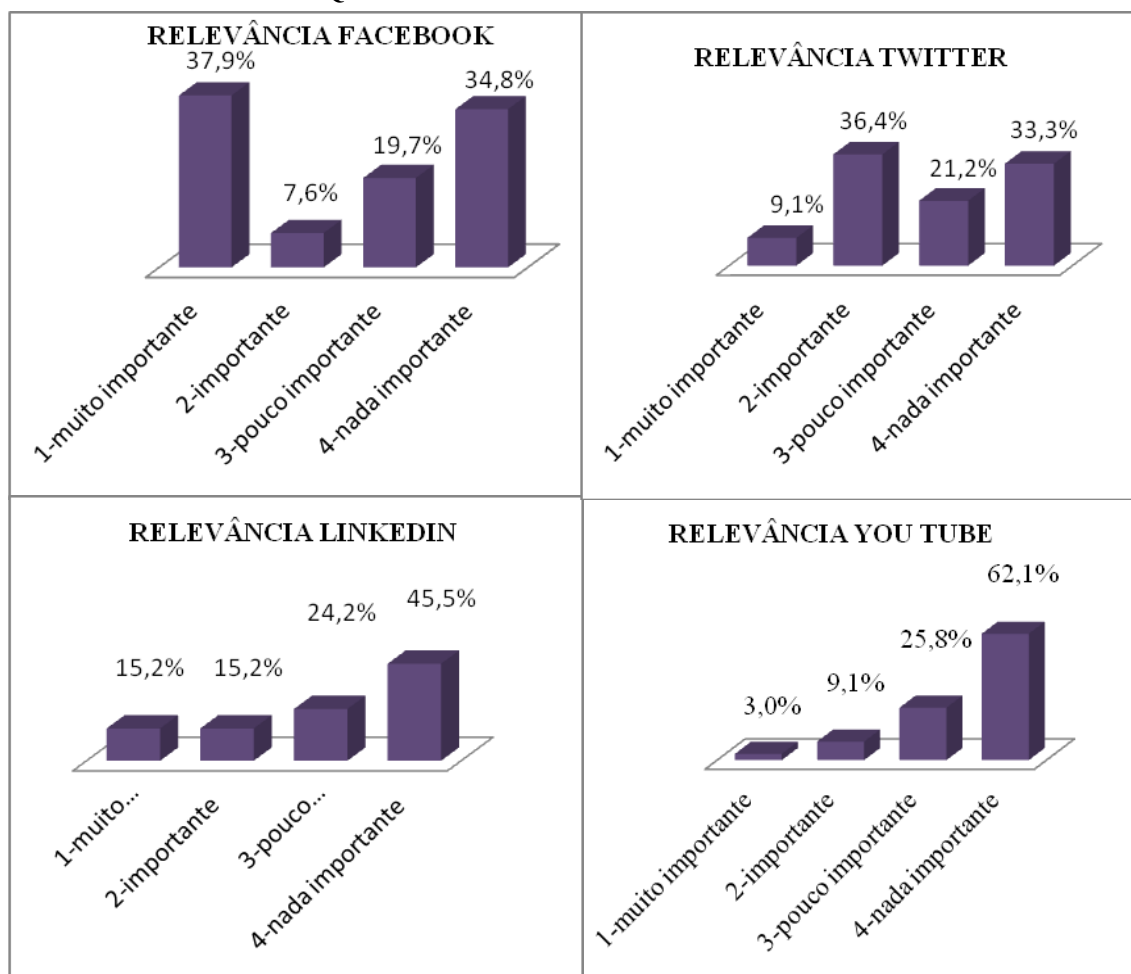 RELEVÂNCIA FACEBOOK
37,9%
7,6%
19,7%
34,8%
1-muito importante
2-importante
3-pouco importante
4-nada importante
RELEVÂNCIA TWITTER
9,1%
36,4%
21,2%
33,3%
1-muito importante
2-importante
3-pouco importante
4-nada importante
RELEVÂNCIA LINKEDIN
15,2%
15,2%
24,2%
45,5%
1-muito...
2-importante
3-pouco...
4-nada importante
RELEVÂNCIA YOU TUBE
3,0%
9,1%
25,8%
62,1%
1-muito importante
2-importante
3-pouco importante
4-nada importante